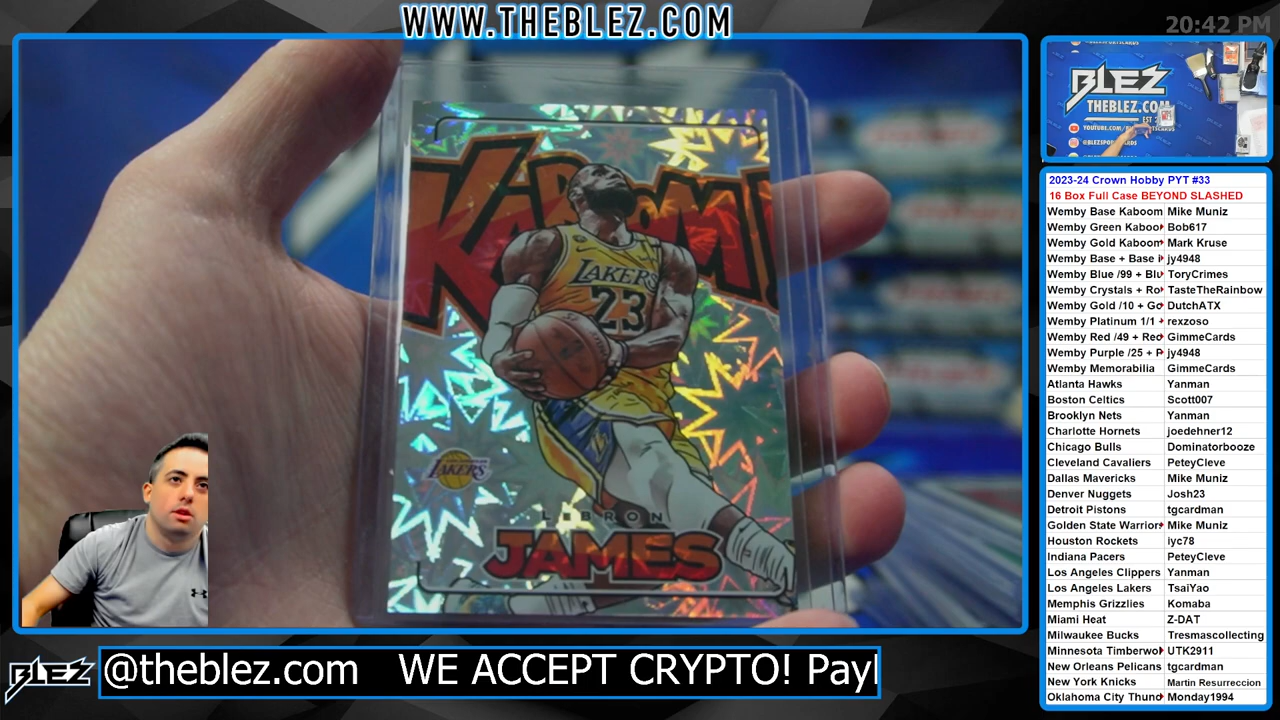 WWW.THEBLEZ.COM
20:42 PM
KABOOM!
LAKERS
23
LAKERS
LEBRON
JAMES
BLEZ
THEBLEZ.COM
2023-24 Crown Hobby PYT #33
16 Box Full Case BEYOND SLASHED
Wemby Base Kaboom Mike Muniz
Wemby Green Kaboo Bob617
Wemby Gold Kaboom Mark Kruse
Wemby Base + Base i jy4948
Wemby Blue /99 + Blu ToryCrimes
Wemby Crystals + Ro TasteTheRainbow
Wemby Gold /10 + Go DutchATX
Wemby Platinum 1/1 + rexzoso
Wemby Red /49 + Red GimmeCards
Wemby Purple /25 + P jy4948
Wemby Memorabilia GimmeCards
Atlanta Hawks Yanman
Boston Celtics Scott007
Brooklyn Nets Yanman
Charlotte Hornets joedehner12
Chicago Bulls Dominatorbooze
Cleveland Cavaliers PeteyCleve
Dallas Mavericks Mike Muniz
Denver Nuggets Josh23
Detroit Pistons tgcardman
Golden State Warrior Mike Muniz
Houston Rockets iyc78
Indiana Pacers PeteyCleve
Los Angeles Clippers Yanman
Los Angeles Lakers TsaiYao
Memphis Grizzlies Komaba
Miami Heat Z-DAT
Milwaukee Bucks Tresmascollecting
Minnesota Timberwol UTK2911
New Orleans Pelicans tgcardman
New York Knicks Martin Resurreccion
Oklahoma City Thund Monday1994
BLEZ
@theblez.com WE ACCEPT CRYPTO! Pay